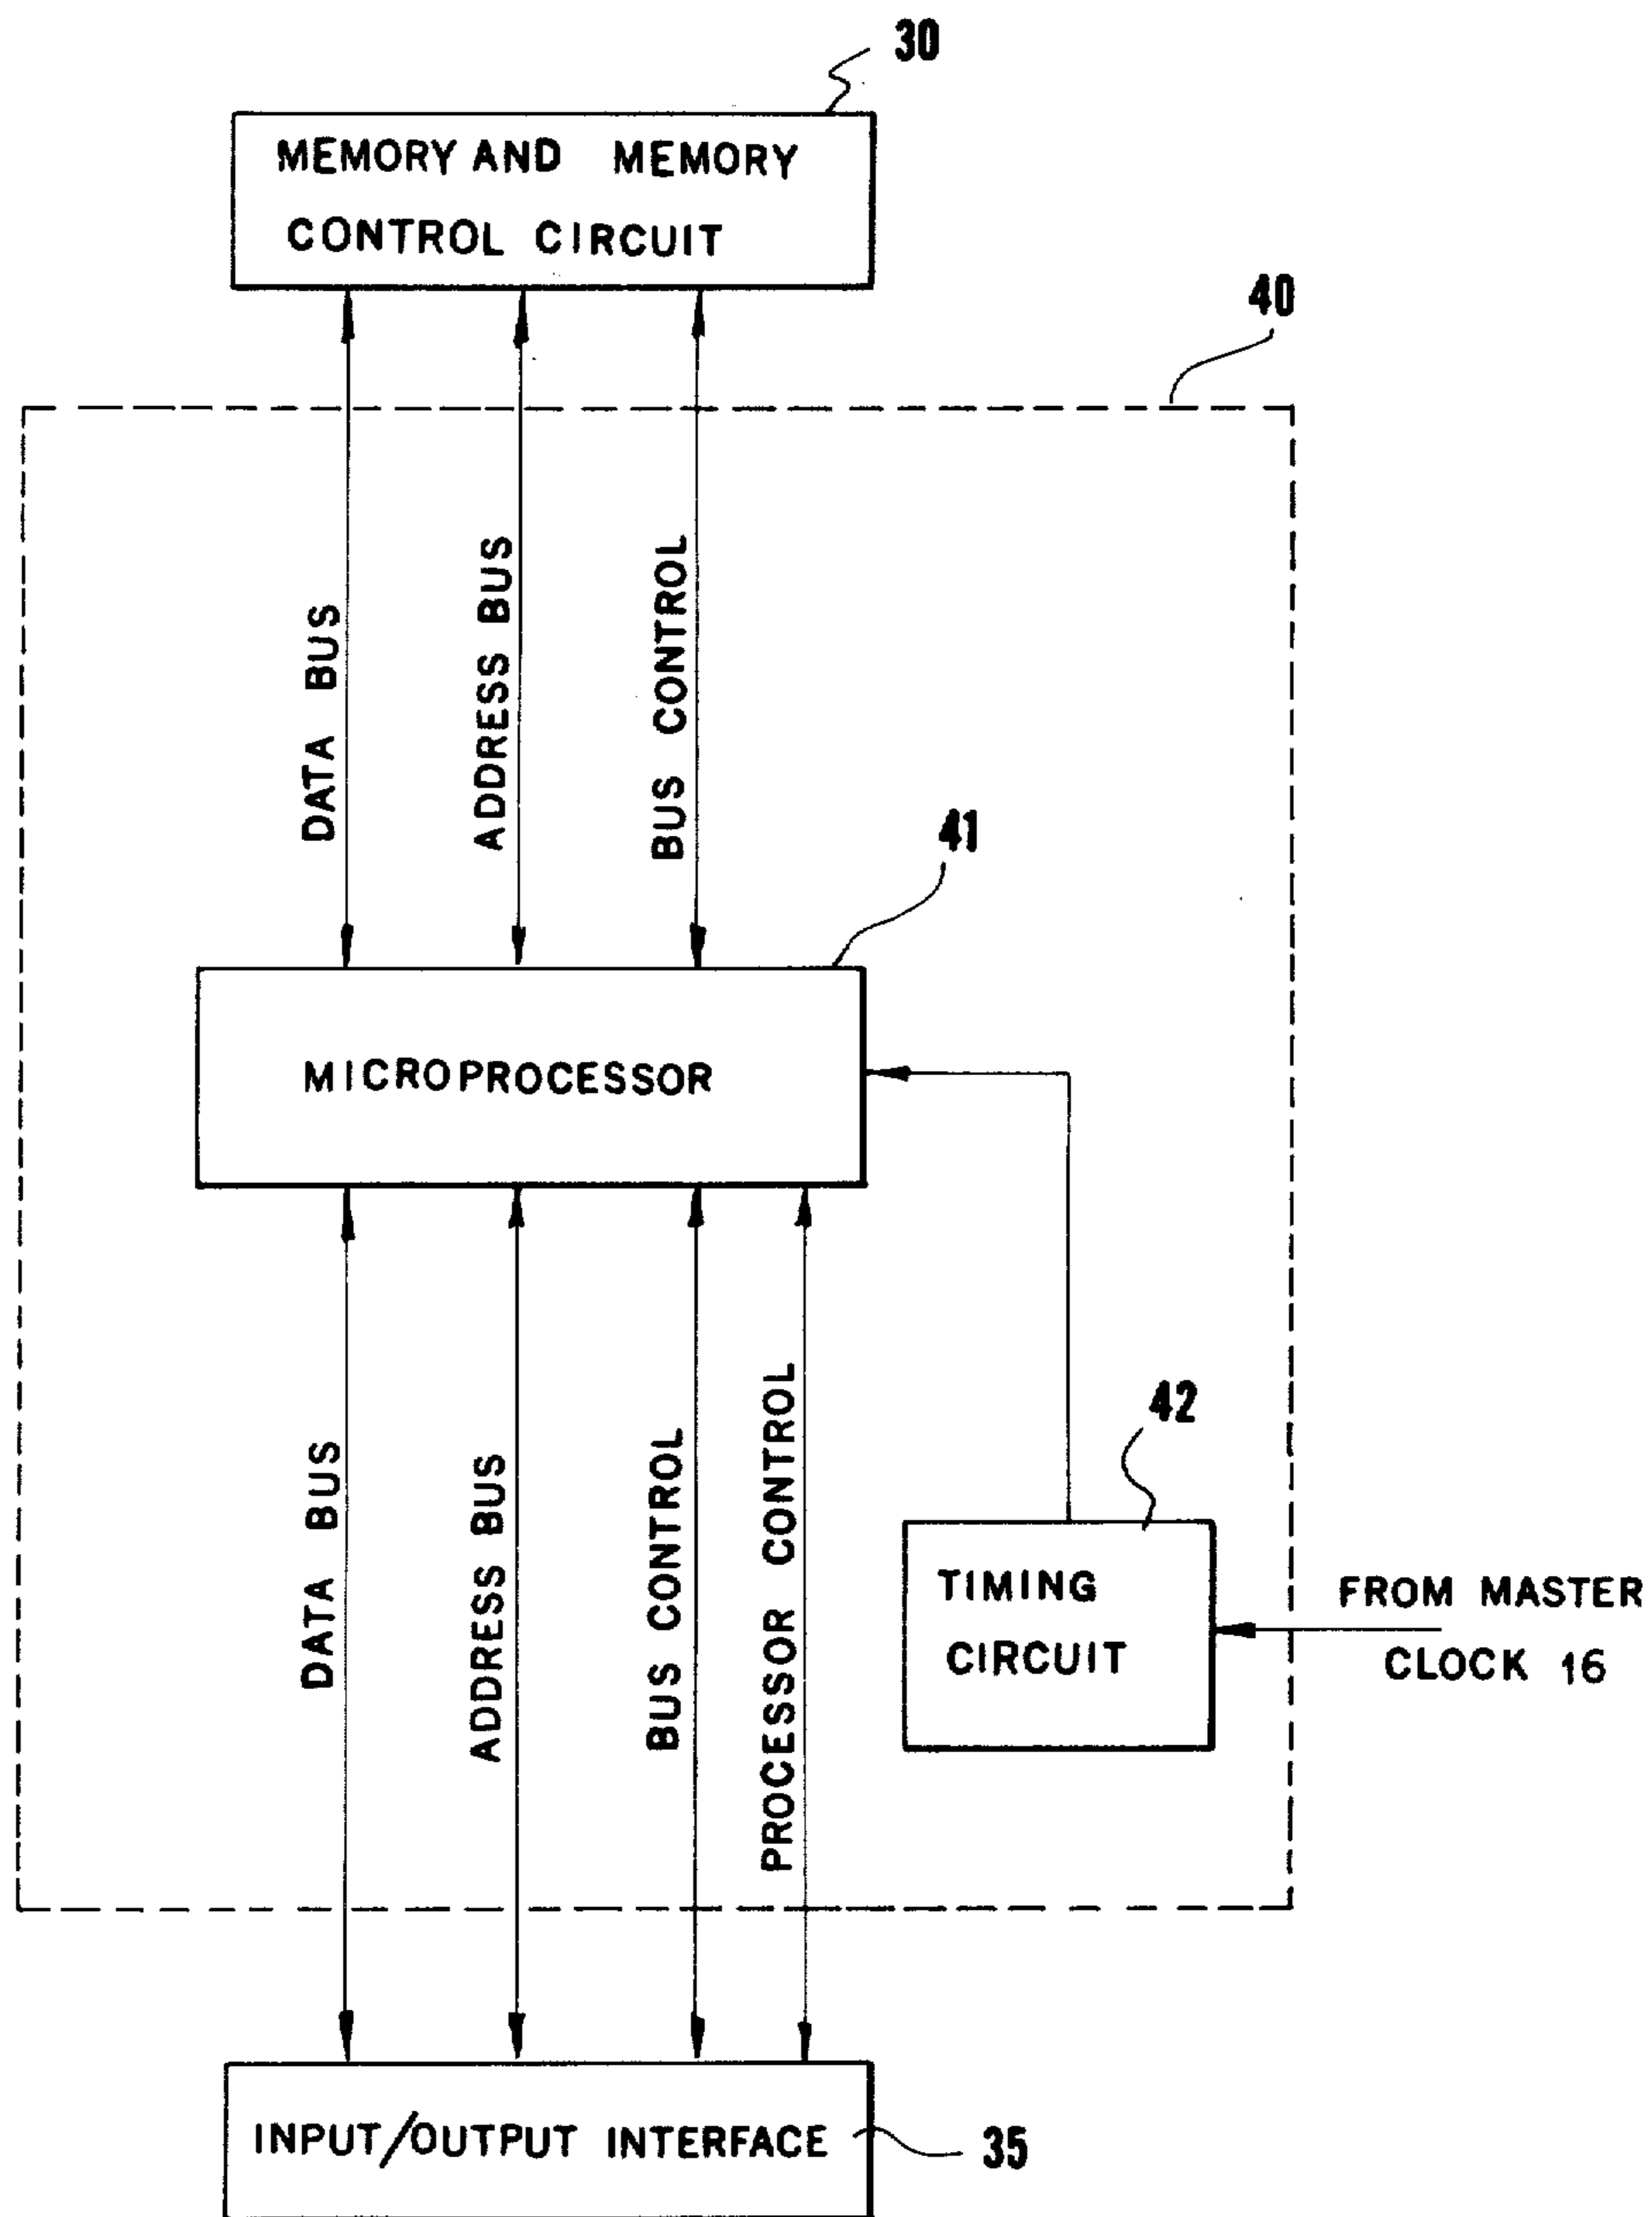 30
MEMORY AND MEMORY
CONTROL CIRCUIT
40
DATA BUS
ADDRESS BUS
BUS CONTROL
41
MICROPROCESSOR
DATA BUS
ADDRESS BUS
BUS CONTROL
PROCESSOR CONTROL
42
TIMING
CIRCUIT
FROM MASTER
CLOCK 16
INPUT/OUTPUT INTERFACE
35